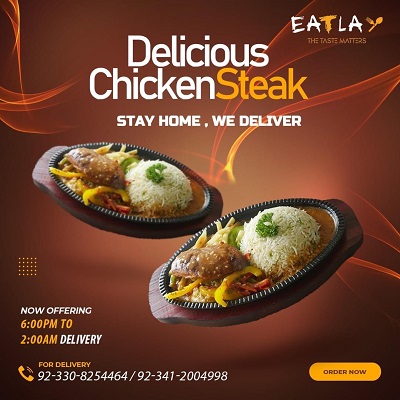 EATLAY
THE TASTE MATTERS
Delicious
ChickenSteak
STAY HOME , WE DELIVER
NOW OFFERING
6:00PM TO
2:00AM DELIVERY
FOR DELIVERY
92-330-8254464 / 92-341-2004998
ORDER NOW